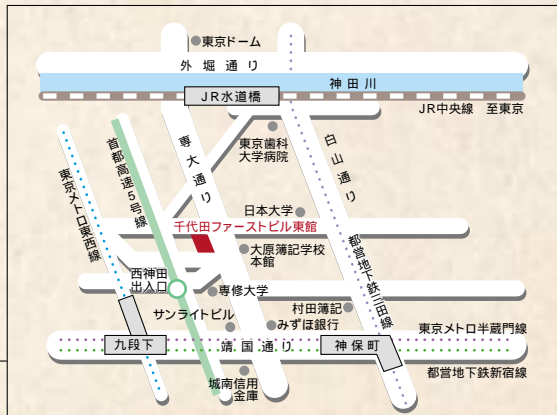 東京ドーム
外堀通り
神田川
JR水道橋
JR中央線 至東京
東京歯科
大学病院
専大通り
白山通り
首都高速5号線
東京メトロ東西線
日本大学
千代田ファーストビル東館
大原簿記学校
本館
都営地下鉄三田線
西神田
出入口
専修大学
村田簿記
サンライトビル
みずほ銀行
東京メトロ半蔵門線
九段下
靖国通り
神保町
都営地下鉄新宿線
城南信用
金庫